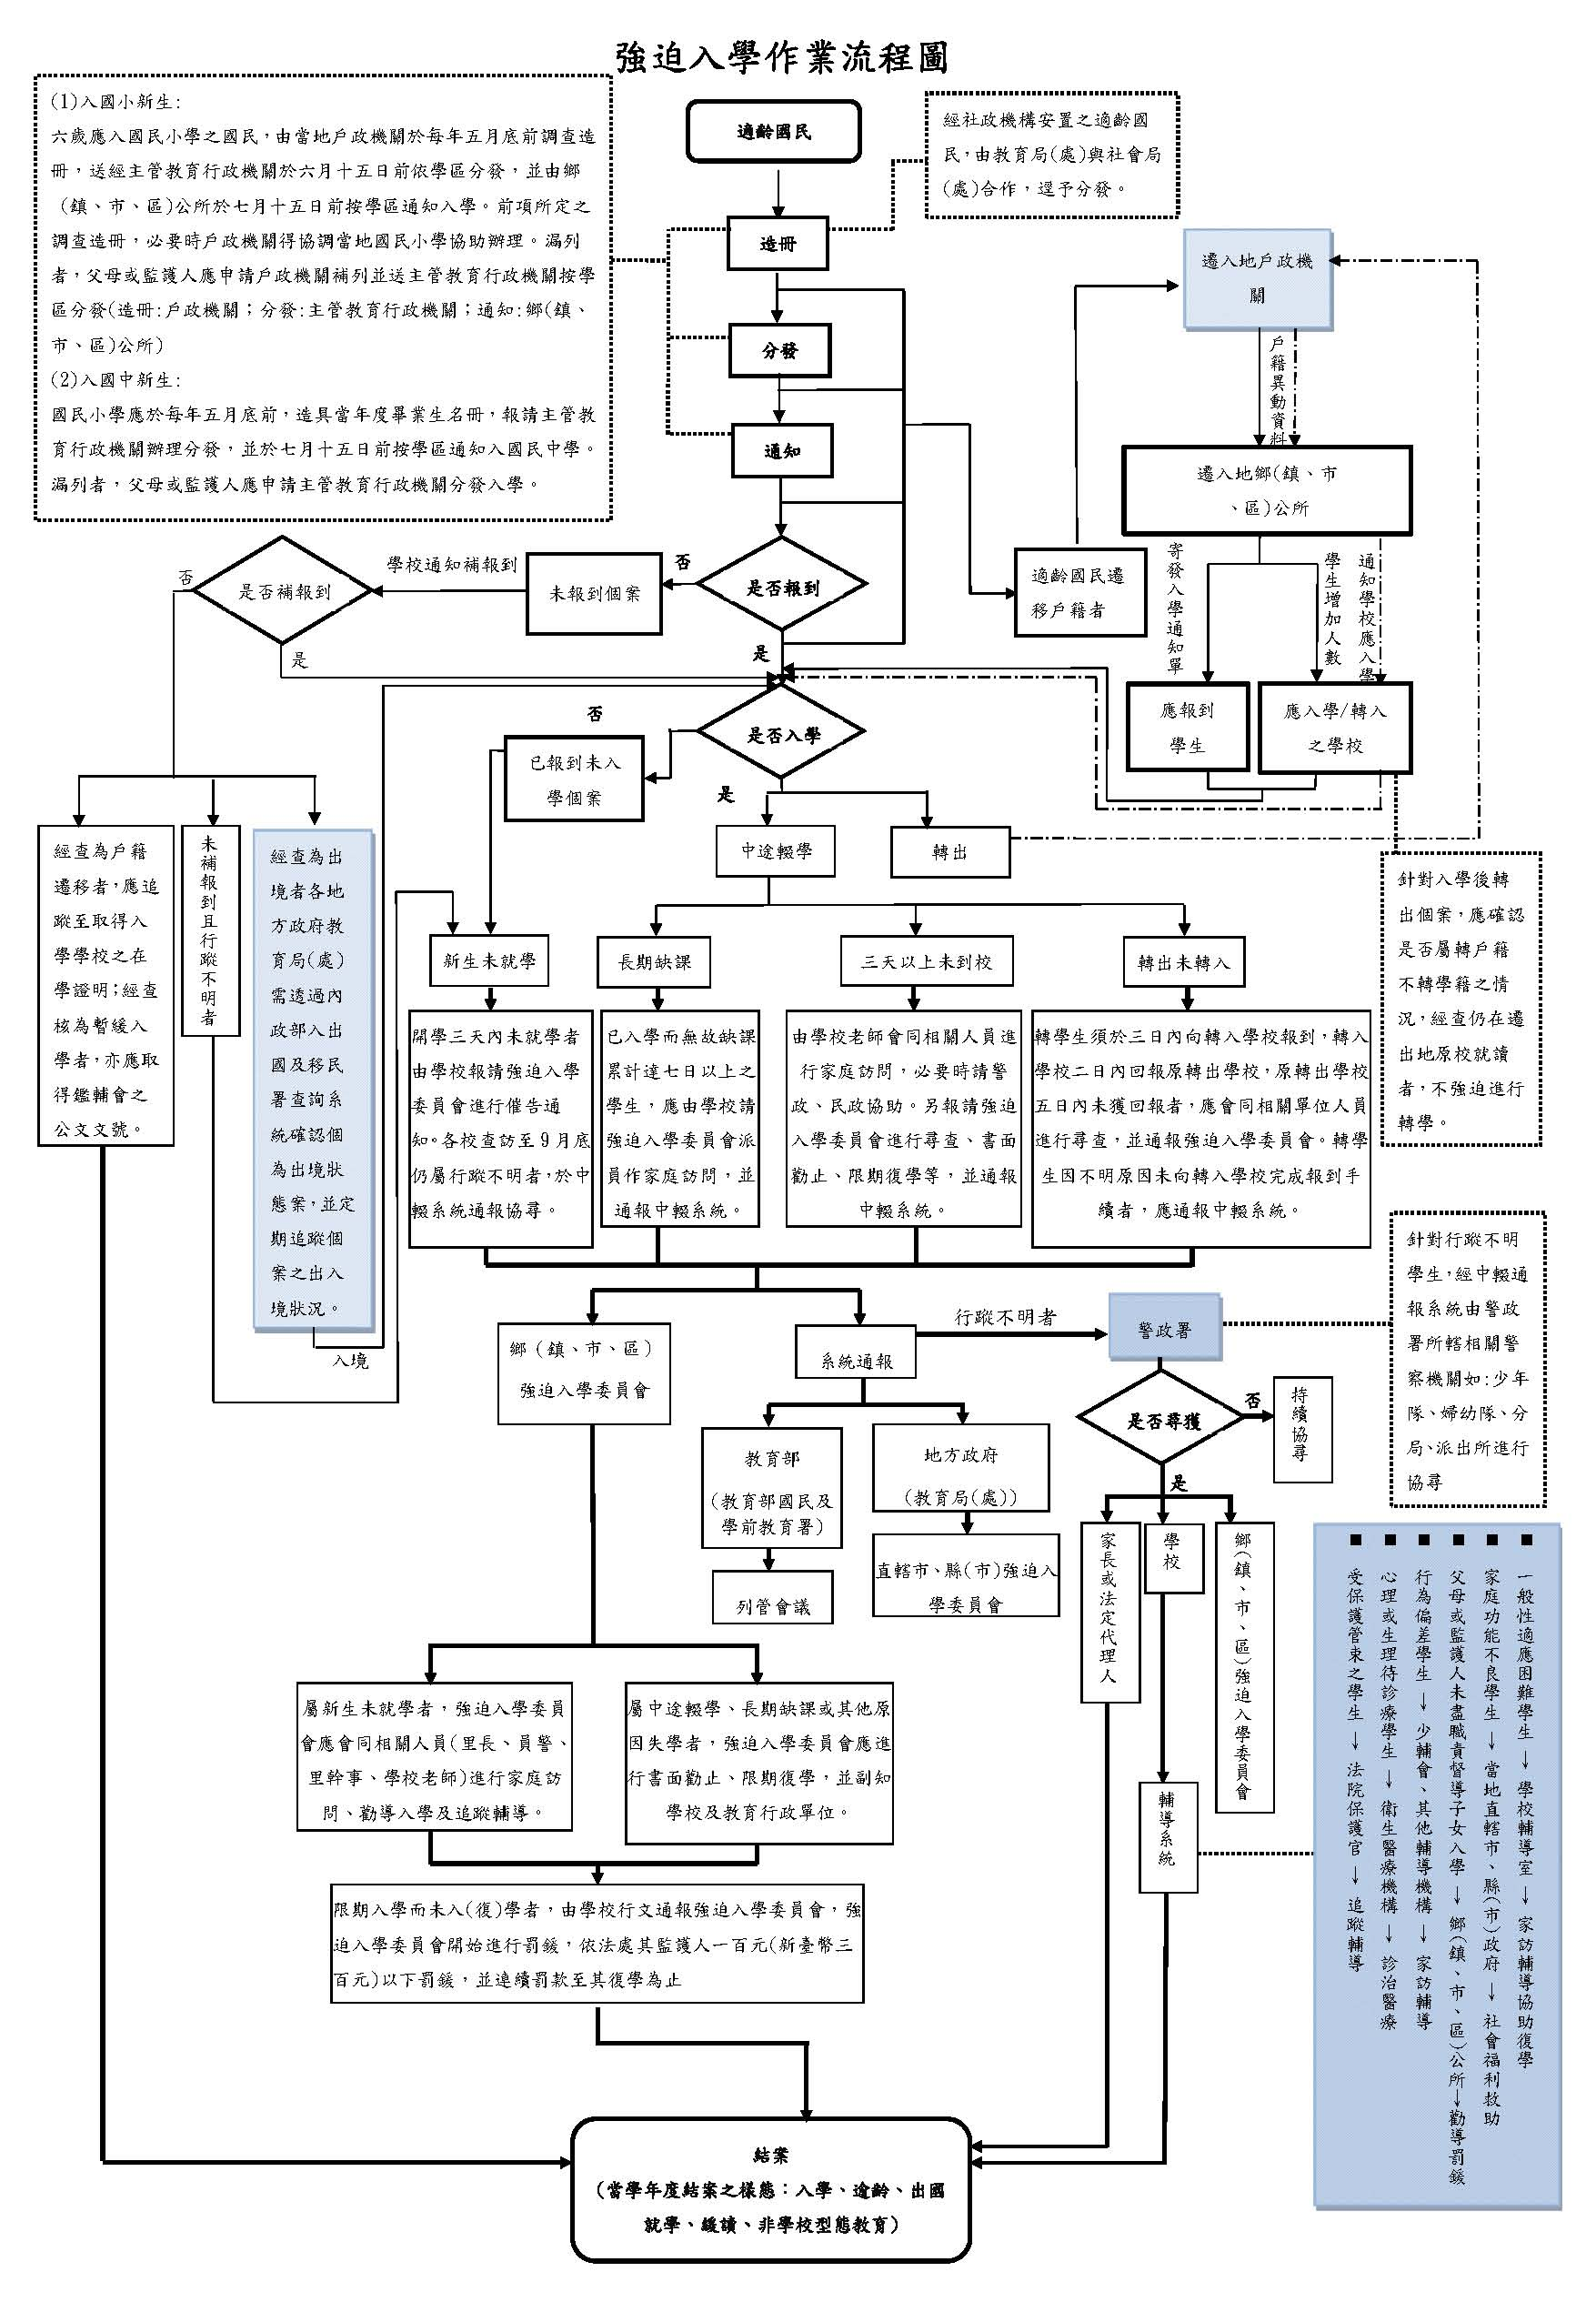 強迫入學作業流程圖
(1)入國小新生:
六歲應入國民小學之國民，由當地戶政機關於每年五月底前調查造
冊，送經主管教育行政機關於六月十五日前依學區分發，並由鄉
(鎮、市、區)公所於七月十五日前按學區通知入學。前項所定之
調查造冊，必要時戶政機關得協調當地國民小學協助辦理。漏列
者，父母或監護人應申請戶政機關補列並送主管教育行政機關按學
區分發(造冊:戶政機關；分發:主管教育行政機關；通知:鄉(鎮、
市、區)公所)
(2)入國中新生:
國民小學應於每年五月底前，造具當年度畢業生名冊，報請主管教
育行政機關辦理分發，並於七月十五日前按學區通知入國民中學。
漏列者，父母或監護人應申請主管教育行政機關分發入學。
適齡國民
經社政機構安置之適齡國
民，由教育局(處)與社會局
(處)合作，逕予分發。
造冊
分發
通知
遷入地戶政機
關
戶籍異動資料
遷入地鄉(鎮、市
、區)公所
寄發入學通知單
學生增加人數
通知學校應入學
適齡國民遷
移戶籍者
應報到
學生
應入學/轉入
之學校
是否報到
否
未報到個案
學校通知補報到
是否補報到
否
是
是
是否入學
否
已報到未入
學個案
是
中途輟學
轉出
經查為戶籍
遷移者，應追
蹤至取得入
學學校之在
學證明；經查
核為暫緩入
學者，亦應取
得鑑輔會之
公文文號。
未補報到且行蹤不明者
經查為出
境者各地
方政府教
育局(處)
需透過內
政部入出
國及移民
署查詢系
統確認個
為出境狀
態案，並定
期追蹤個
案之出入
境狀況。
入境
新生未就學
長期缺課
三天以上未到校
轉出未轉入
開學三天內未就學者
由學校報請強迫入學
委員會進行催告通
知。各校查訪至9月底
仍屬行蹤不明者，於中
輟系統通報協尋。
已入學而無故缺課
累計達七日以上之
學生，應由學校請
強迫入學委員會派
員作家庭訪問，並
通報中輟系統。
由學校老師會同相關人員進
行家庭訪問，必要時請警
政、民政協助。另報請強迫
入學委員會進行尋查、書面
勸止、限期復學等，並通報
中輟系統。
轉學生須於三日內向轉入學校報到，轉入
學校二日內回報原轉出學校，原轉出學校
五日內未獲回報者，應會同相關單位人員
進行尋查，並通報強迫入學委員會。轉學
生因不明原因未向轉入學校完成報到手
續者，應通報中輟系統。
針對入學後轉
出個案，應確認
是否屬轉戶籍
不轉學籍之情
況，經查仍在遷
出地原校就讀
者，不強迫進行
轉學。
鄉（鎮、市、區）
強迫入學委員會
系統通報
行蹤不明者
警政署
針對行蹤不明
學生，經中輟通
報系統由警政
署所轄相關警
察機關如:少年
隊、婦幼隊、分
局、派出所進行
協尋
是否尋獲
否
持續協尋
是
教育部
(教育部國民及
學前教育署)
列管會議
地方政府
(教育局(處))
直轄市、縣(市)強迫入
學委員會
家長或法定代理人
學校
鄉(鎮、市、區)強迫入學委員會
輔導系統
■ 一般性適應困難學生→學校輔導室→家訪輔導協助復學
■ 家庭功能不良學生→當地直轄市、縣(市)政府→社會福利救助
■ 父母或監護人未盡職責督導子女入學→鄉(鎮、市、區)公所→勸導罰鍰
■ 行為偏差學生→少輔會、其他輔導機構→家訪輔導
■ 心理或生理待診療學生→衛生醫療機構→診治醫療
■ 受保護管束之學生→法院保護官→追蹤輔導
屬新生未就學者，強迫入學委員
會應會同相關人員(里長、員警、
里幹事、學校老師)進行家庭訪
問、勸導入學及追蹤輔導。
屬中途輟學、長期缺課或其他原
因失學者，強迫入學委員會應進
行書面勸止、限期復學，並副知
學校及教育行政單位。
限期入學而未入(復)學者，由學校行文通報強迫入學委員會，強
迫入學委員會開始進行罰鍰，依法處其監護人一百元(新臺幣三
百元)以下罰鍰，並連續罰款至其復學為止
結案
(當學年度結案之樣態：入學、逾齡、出國
就學、緩讀、非學校型態教育)